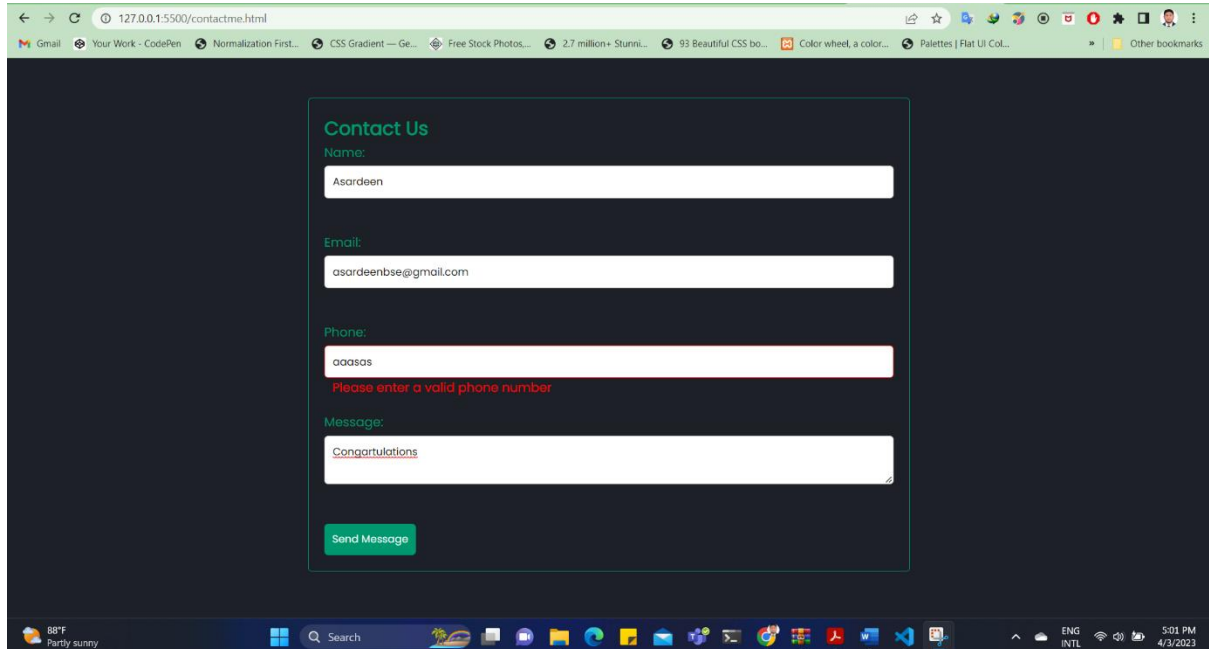 127.0.0.1:5500/contactme.html
Gmail Your Work - CodePen Normalization First... CSS Gradient — Ge... Free Stock Photos,... 2.7 million+ Stunni... 93 Beautiful CSS bo... Color wheel, a color... Palettes | Flat UI Col... » Other bookmarks
Contact Us
Name:
Asardeen
Email:
asardeenbse@gmail.com
Phone:
aaasas
Please enter a valid phone number
Message:
Congartulations
Send Message
88°F
Partly sunny
Search
ENG
INTL
5:01 PM
4/3/2023